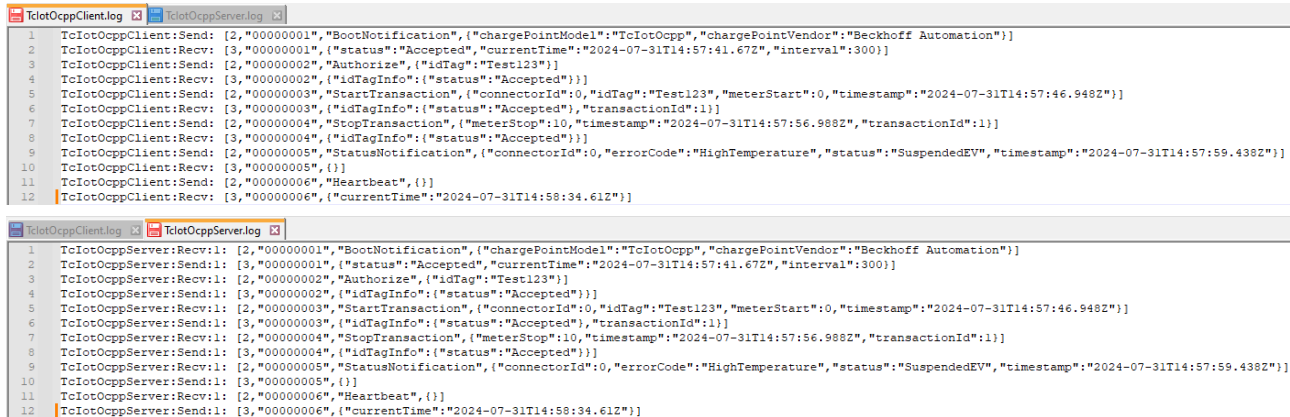 TcIotOcppClient.log TcIotOcppServer.log
1 TcIotOcppClient:Send: [2,"00000001","BootNotification",{"chargePointModel":"TcIotOcpp","chargePointVendor":"Beckhoff Automation"}]
2 TcIotOcppClient:Recv: [3,"00000001",{"status":"Accepted","currentTime":"2024-07-31T14:57:41.67Z","interval":300}]
3 TcIotOcppClient:Send: [2,"00000002","Authorize",{"idTag":"Test123"}]
4 TcIotOcppClient:Recv: [3,"00000002",{"idTagInfo":{"status":"Accepted"}}]
5 TcIotOcppClient:Send: [2,"00000003","StartTransaction",{"connectorId":0,"idTag":"Test123","meterStart":0,"timestamp":"2024-07-31T14:57:46.948Z"}]
6 TcIotOcppClient:Recv: [3,"00000003",{"idTagInfo":{"status":"Accepted"},"transactionId":1}]
7 TcIotOcppClient:Send: [2,"00000004","StopTransaction",{"meterStop":10,"timestamp":"2024-07-31T14:57:56.988Z","transactionId":1}]
8 TcIotOcppClient:Recv: [3,"00000004",{"idTagInfo":{"status":"Accepted"}}]
9 TcIotOcppClient:Send: [2,"00000005","StatusNotification",{"connectorId":0,"errorCode":"HighTemperature","status":"SuspendedEV","timestamp":"2024-07-31T14:57:59.438Z"}]
10 TcIotOcppClient:Recv: [3,"00000005",{}]
11 TcIotOcppClient:Send: [2,"00000006","Heartbeat",{}]
12 TcIotOcppClient:Recv: [3,"00000006",{"currentTime":"2024-07-31T14:58:34.61Z"}]
TcIotOcppClient.log TcIotOcppServer.log
1 TcIotOcppServer:Recv:1: [2,"00000001","BootNotification",{"chargePointModel":"TcIotOcpp","chargePointVendor":"Beckhoff Automation"}]
2 TcIotOcppServer:Send:1: [3,"00000001",{"status":"Accepted","currentTime":"2024-07-31T14:57:41.67Z","interval":300}]
3 TcIotOcppServer:Recv:1: [2,"00000002","Authorize",{"idTag":"Test123"}]
4 TcIotOcppServer:Send:1: [3,"00000002",{"idTagInfo":{"status":"Accepted"}}]
5 TcIotOcppServer:Recv:1: [2,"00000003","StartTransaction",{"connectorId":0,"idTag":"Test123","meterStart":0,"timestamp":"2024-07-31T14:57:46.948Z"}]
6 TcIotOcppServer:Send:1: [3,"00000003",{"idTagInfo":{"status":"Accepted"},"transactionId":1}]
7 TcIotOcppServer:Recv:1: [2,"00000004","StopTransaction",{"meterStop":10,"timestamp":"2024-07-31T14:57:56.988Z","transactionId":1}]
8 TcIotOcppServer:Send:1: [3,"00000004",{"idTagInfo":{"status":"Accepted"}}]
9 TcIotOcppServer:Recv:1: [2,"00000005","StatusNotification",{"connectorId":0,"errorCode":"HighTemperature","status":"SuspendedEV","timestamp":"2024-07-31T14:57:59.438Z"}]
10 TcIotOcppServer:Send:1: [3,"00000005",{}]
11 TcIotOcppServer:Recv:1: [2,"00000006","Heartbeat",{}]
12 TcIotOcppServer:Send:1: [3,"00000006",{"currentTime":"2024-07-31T14:58:34.61Z"}]